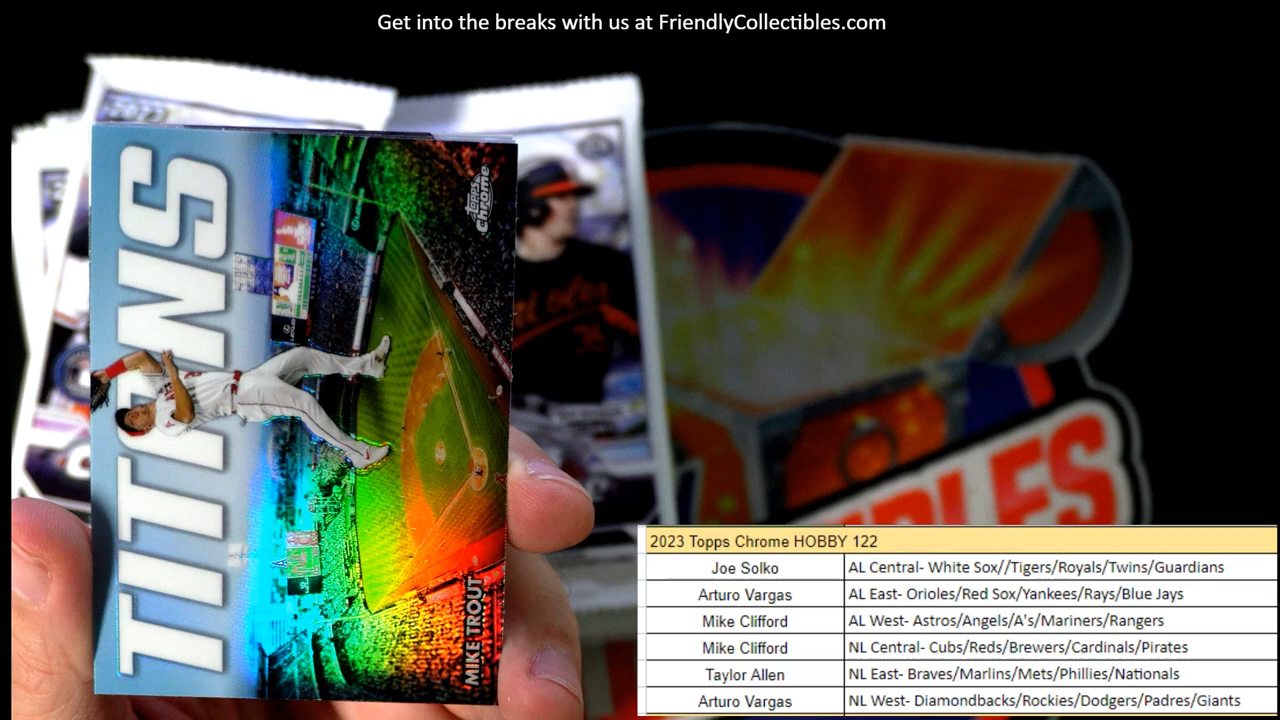 Get into the breaks with us at FriendlyCollectibles.com
TITANS
TOPPS
chrome
MIKE TROUT
2023 Topps Chrome HOBBY 122
Joe Solko AL Central- White Sox//Tigers/Royals/Twins/Guardians
Arturo Vargas AL East- Orioles/Red Sox/Yankees/Rays/Blue Jays
Mike Clifford AL West- Astros/Angels/A's/Mariners/Rangers
Mike Clifford NL Central- Cubs/Reds/Brewers/Cardinals/Pirates
Taylor Allen NL East- Braves/Marlins/Mets/Phillies/Nationals
Arturo Vargas NL West- Diamondbacks/Rockies/Dodgers/Padres/Giants